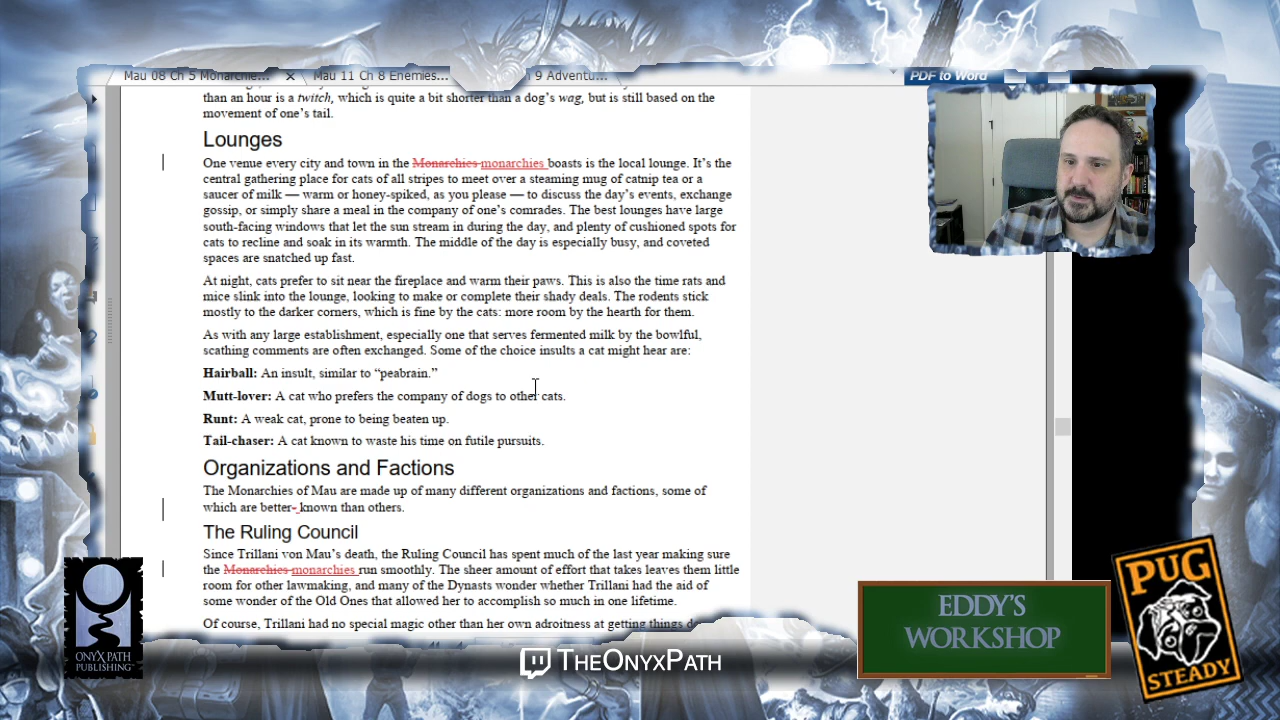 Mau 08 Ch 5 Monarchie... × Mau 11 Ch 8 Enemies... 9 Adventu...
PDF to Word
than an hour is a twitch, which is quite a bit shorter than a dog's wag, but is still based on the
movement of one's tail.
Lounges
One venue every city and town in the Monarchies monarchies boasts is the local lounge. It's the
central gathering place for cats of all stripes to meet over a steaming mug of catnip tea or a
saucer of milk — warm or honey-spiked, as you please — to discuss the day's events, exchange
gossip, or simply share a meal in the company of one's comrades. The best lounges have large
south-facing windows that let the sun stream in during the day, and plenty of cushioned spots for
cats to recline and soak in its warmth. The middle of the day is especially busy, and coveted
spaces are snatched up fast.
At night, cats prefer to sit near the fireplace and warm their paws. This is also the time rats and
mice slink into the lounge, looking to make or complete their shady deals. The rodents stick
mostly to the darker corners, which is fine by the cats: more room by the hearth for them.
As with any large establishment, especially one that serves fermented milk by the bowlful,
scathing comments are often exchanged. Some of the choice insults a cat might hear are:
Hairball: An insult, similar to "peabrain."
Mutt-lover: A cat who prefers the company of dogs to other cats.
Runt: A weak cat, prone to being beaten up.
Tail-chaser: A cat known to waste his time on futile pursuits.
Organizations and Factions
The Monarchies of Mau are made up of many different organizations and factions, some of
which are better- known than others.
The Ruling Council
Since Trillani von Mau's death, the Ruling Council has spent much of the last year making sure
the Monarchies monarchies run smoothly. The sheer amount of effort that takes leaves them little
room for other lawmaking, and many of the Dynasts wonder whether Trillani had the aid of
some wonder of the Old Ones that allowed her to accomplish so much in one lifetime.
Of course, Trillani had no special magic other than her own adroitness at getting things
ONYX PATH
PUBLISHING™
THEONYXPATH
EDDY'S
WORKSHOP
PUG
STEADY